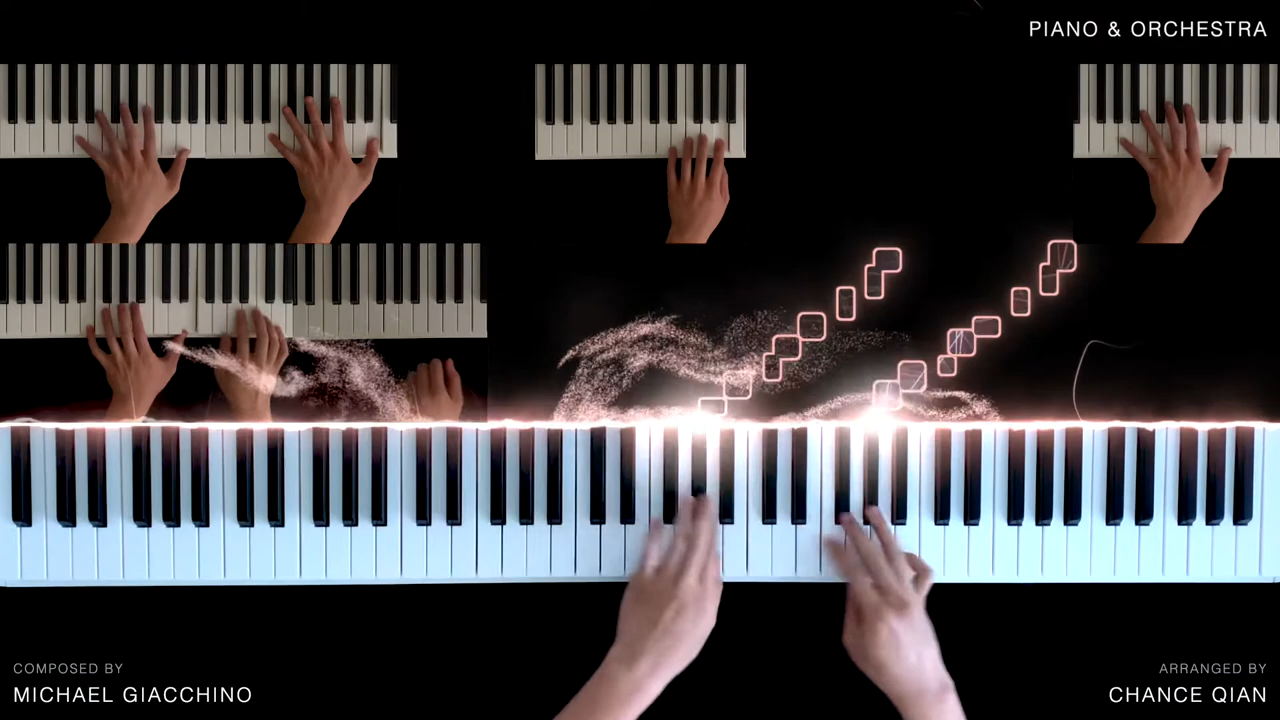 PIANO & ORCHESTRA
COMPOSED BY
MICHAEL GIACCHINO
ARRANGED BY
CHANCE QIAN